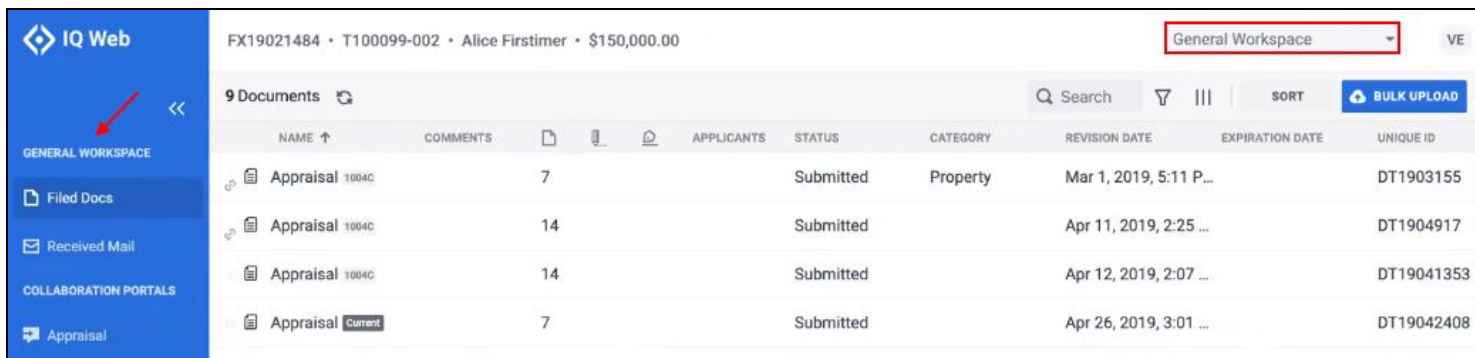 IQ Web
FX19021484 • T100099-002 • Alice Firstimer • $150,000.00
General Workspace
VE
9 Documents
Search
SORT
BULK UPLOAD
NAME ↑ COMMENTS APPLICANTS STATUS CATEGORY REVISION DATE EXPIRATION DATE UNIQUE ID
GENERAL WORKSPACE
Filed Docs
Received Mail
COLLABORATION PORTALS
Appraisal
Appraisal 1004C 7 Submitted Property Mar 1, 2019, 5:11 P... DT1903155
Appraisal 1004C 14 Submitted Apr 11, 2019, 2:25 ... DT1904917
Appraisal 1004C 14 Submitted Apr 12, 2019, 2:07 ... DT19041353
Appraisal Current 7 Submitted Apr 26, 2019, 3:01 ... DT19042408